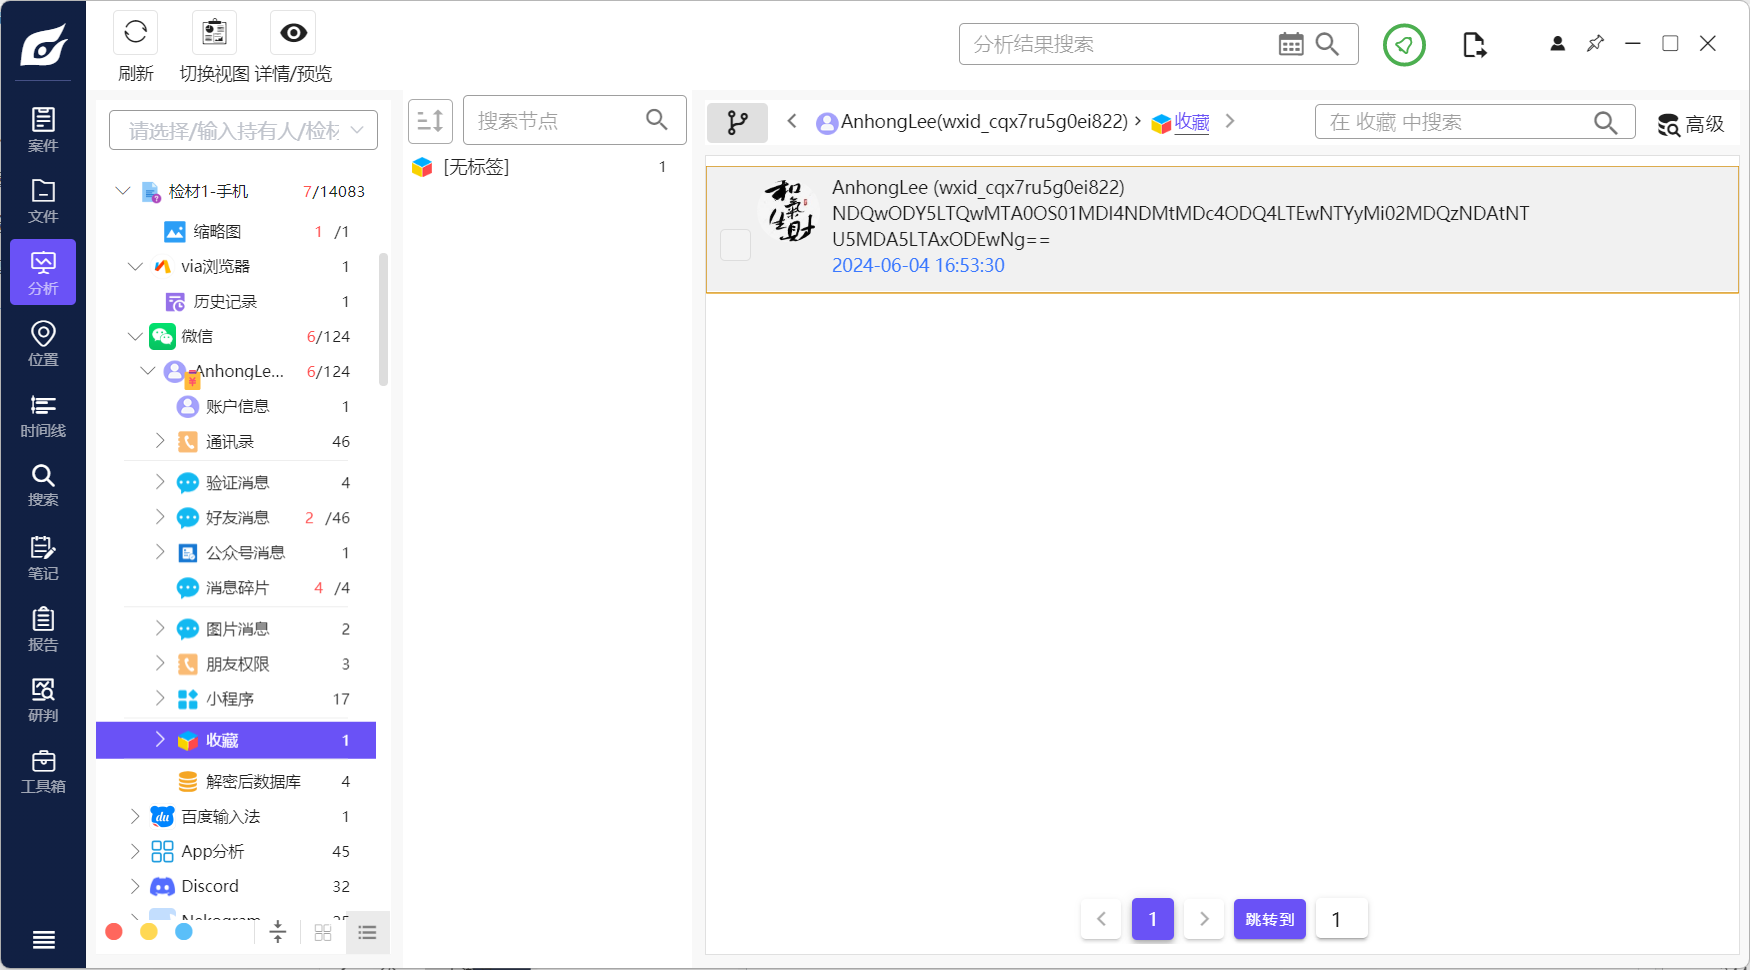 刷新
切换视图
详情/预览
分析结果搜索
案件
文件
分析
位置
时间线
搜索
笔记
报告
研判
工具箱
请选择/输入持有人/检材
检材1-手机 7/14083
缩略图 1 /1
via浏览器 1
历史记录 1
微信 6/124
AnhongLe... 6/124
账户信息 1
通讯录 46
验证消息 4
好友消息 2 /46
公众号消息 1
消息碎片 4 /4
图片消息 2
朋友权限 3
小程序 17
收藏 1
解密后数据库 4
百度输入法 1
App分析 45
Discord 32
搜索节点
[无标签] 1
AnhongLee(wxid_cqx7ru5g0ei822) > 收藏
在 收藏 中搜索
高级
和氣生財
AnhongLee (wxid_cqx7ru5g0ei822)
NDQwODY5LTQwMTA0OS01MDI4NDMtMDc4ODQ4LTEwNTYyMi02MDQzNDAtNT
U5MDA5LTAxODEwNg==
2024-06-04 16:53:30
1
跳转到
1